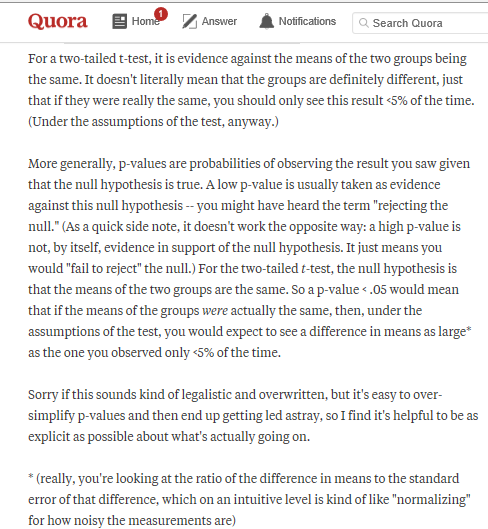 Quora Home 1 Answer Notifications Search Quora
For a two-tailed t-test, it is evidence against the means of the two groups being
the same. It doesn't literally mean that the groups are definitely different, just
that if they were really the same, you should only see this result <5% of the time.
(Under the assumptions of the test, anyway.)
More generally, p-values are probabilities of observing the result you saw given
that the null hypothesis is true. A low p-value is usually taken as evidence
against this null hypothesis -- you might have heard the term "rejecting the
null." (As a quick side note, it doesn't work the opposite way: a high p-value is
not, by itself, evidence in support of the null hypothesis. It just means you
would "fail to reject" the null.) For the two-tailed t-test, the null hypothesis is
that the means of the two groups are the same. So a p-value < .05 would mean
that if the means of the groups were actually the same, then, under the
assumptions of the test, you would expect to see a difference in means as large*
as the one you observed only <5% of the time.
Sorry if this sounds kind of legalistic and overwritten, but it's easy to over-
simplify p-values and then end up getting led astray, so I find it's helpful to be as
explicit as possible about what's actually going on.
* (really, you're looking at the ratio of the difference in means to the standard
error of that difference, which on an intuitive level is kind of like "normalizing"
for how noisy the measurements are)